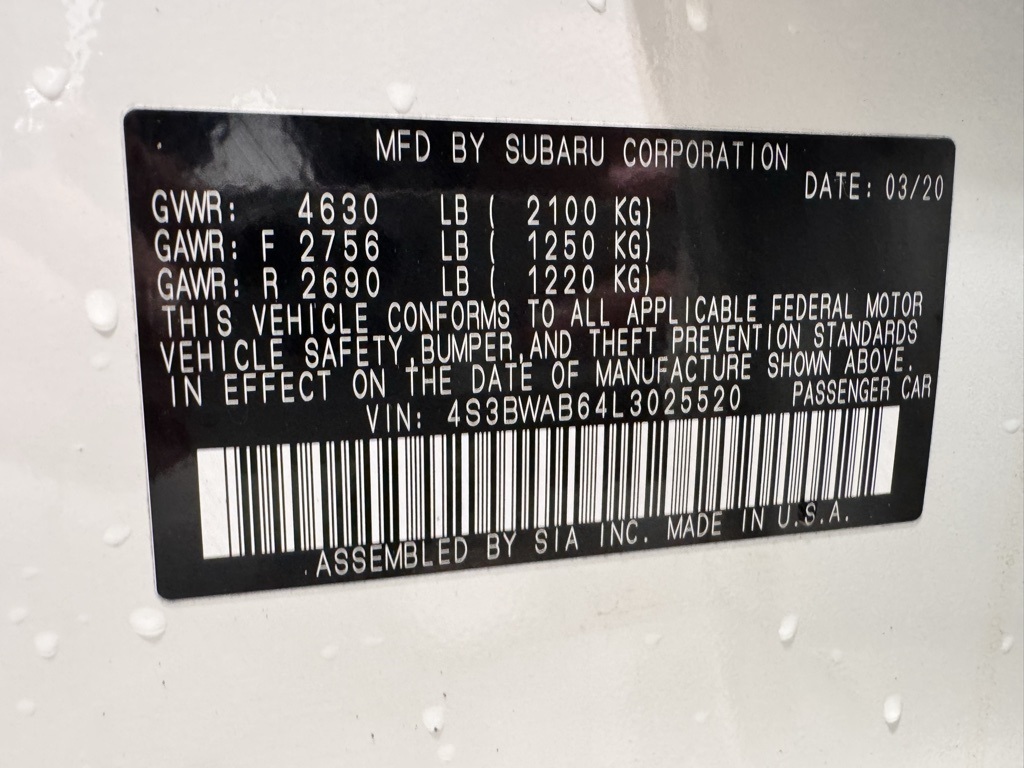 MFD BY SUBARU CORPORATION
DATE: 03/20
GVWR: 4630 LB ( 2100 KG)
GAWR: F 2756 LB ( 1250 KG)
GAWR: R 2690 LB ( 1220 KG)
THIS VEHICLE CONFORMS TO ALL APPLICABLE FEDERAL MOTOR
VEHICLE SAFETY,BUMPER,AND THEFT PREVENTION STANDARDS
IN EFFECT ON THE DATE OF MANUFACTURE SHOWN ABOVE.
VIN: 4S3BWAB64L3025520 PASSENGER CAR
ASSEMBLED BY SIA INC. MADE IN U.S.A.